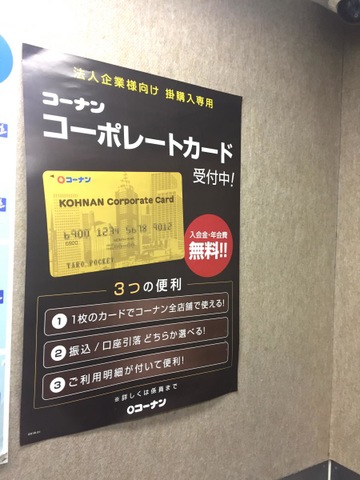 法人企業様向け 掛購入専用
コーナン
コーポレートカード
受付中!
コーナン
KOHNAN Corporate Card
6900 1234 5678 9012
6900
TARO POCKET
入会金・年会費
無料!!
3つの便利
1 1枚のカードでコーナン全店舗で使える!
2 振込/口座引落 どちらか選べる!
3 ご利用明細が付いて便利!
※詳しくは係員まで
コーナン